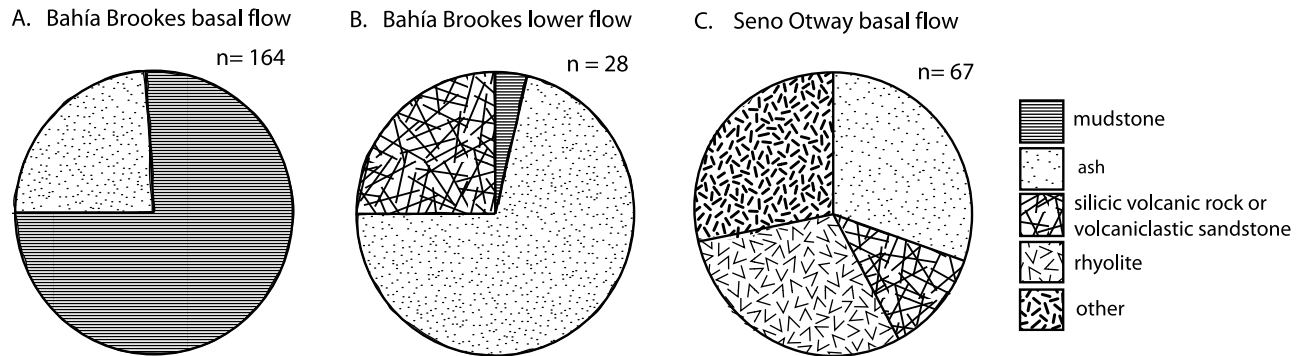 A. Bahía Brookes basal flow
n= 164
B. Bahía Brookes lower flow
n = 28
C. Seno Otway basal flow
n= 67
mudstone
ash
silicic volcanic rock or
volcaniclastic sandstone
rhyolite
other